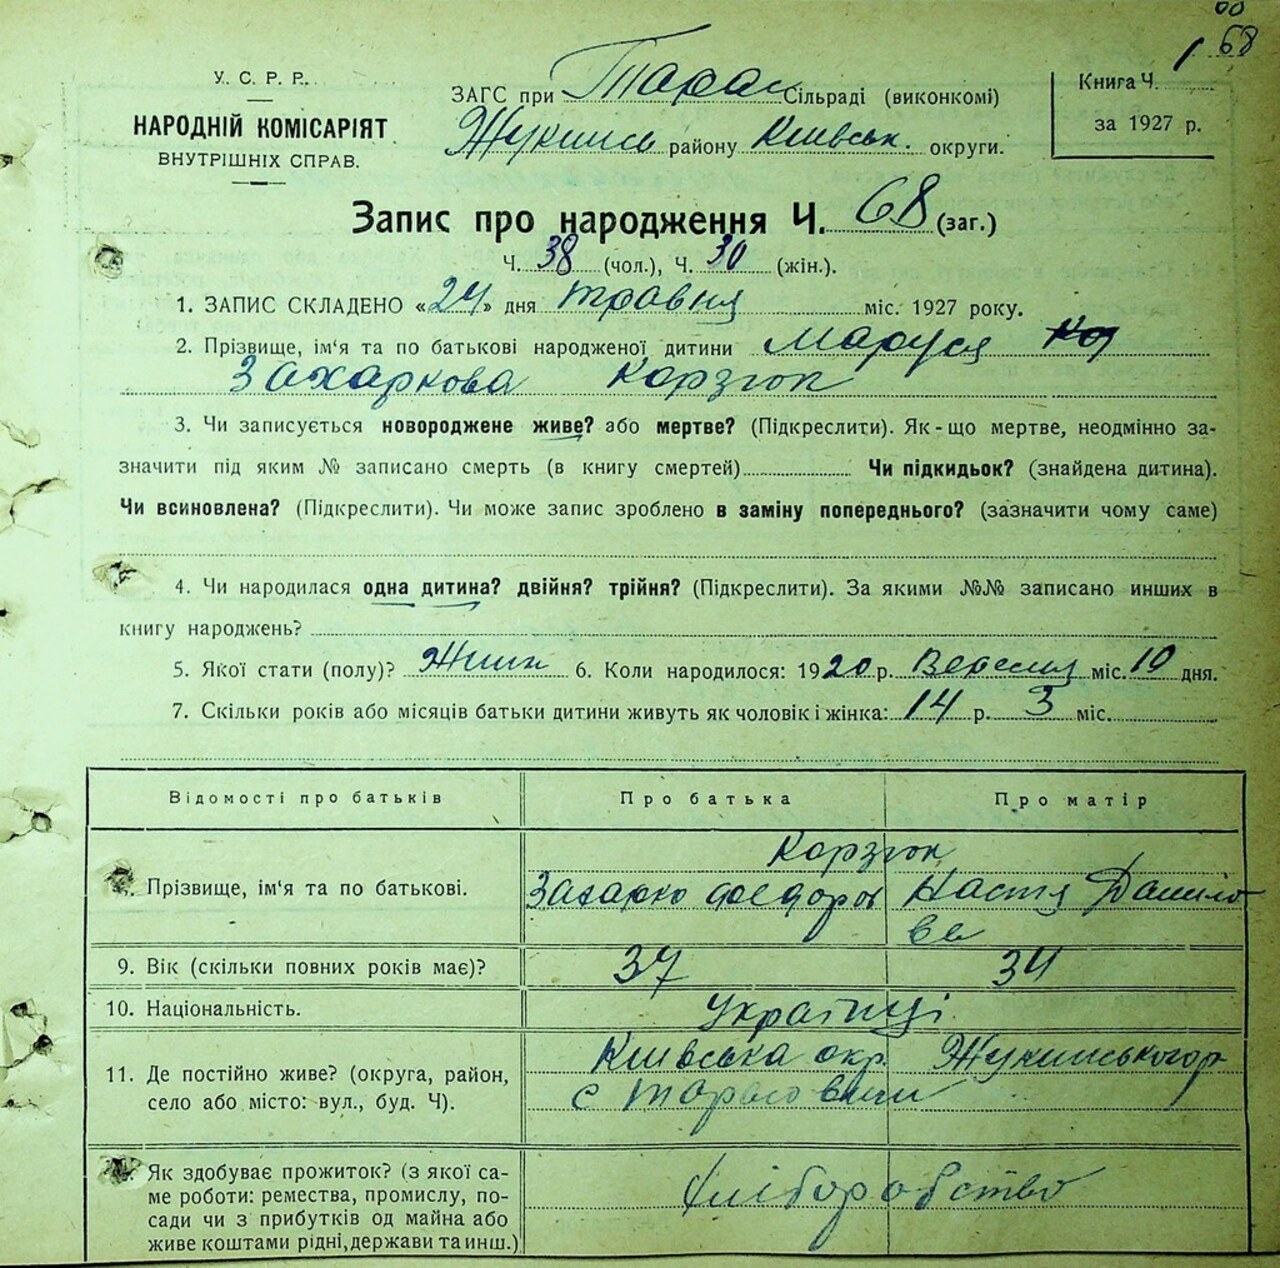 68
У. С. Р. Р.
НАРОДНІЙ КОМІСАРІЯТ
ВНУТРІШНІХ СПРАВ.
ЗАГС при Тарас Сільраді (виконкомі)
Жукинсь району Київськ. округи.
Книга Ч. 1
за 1927 р.
Запис про народження Ч. 68 (заг.)
Ч. 38 (чол.), Ч. 30 (жін.).
1. ЗАПИС СКЛАДЕНО «24» дня травня міс. 1927 року.
2. Прізвище, ім'я та по батькові народженої дитини Маруся
Захаркова Корзюк
3. Чи записується новороджене живе? або мертве? (Підкреслити). Як-що мертве, неодмінно за-
значити під яким № записано смерть (в книгу смертей) Чи підкидьок? (знайдена дитина).
Чи всиновлена? (Підкреслити). Чи може запис зроблено в заміну попереднього? (зазначити чому саме)
4. Чи народилася одна дитина? двійня? трійня? (Підкреслити). За якими №№ записано инших в
книгу народжень?
5. Якої стати (полу)? Жін 6. Коли народилося: 1920 р. Вересня міс. 10 дня.
7. Скільки років або місяців батьки дитини живуть як чоловік і жінка: 14 р. 3 міс.
Відомості про батьків Про батька Про матір
Корзюк
Прізвище, ім'я та по батькові. Захарко Федоров Настя Данило
ва
9. Вік (скільки повних років має)? 37 34
10. Національність. Українці
11. Де постійно живе? (округа, район, Київська окр. Жукинського р
село або місто: вул., буд. Ч). с Тарасовичи
Як здобуває прожиток? (з якої са-
ме роботи: ремества, промислу, по- Хліборобство
сади чи з прибутків од майна або
живе коштами рідні, держави та инш.)